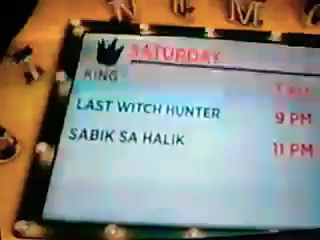 SATURDAY
KING
LAST WITCH HUNTER 9 PM
SABIK SA HALIK 11 PM